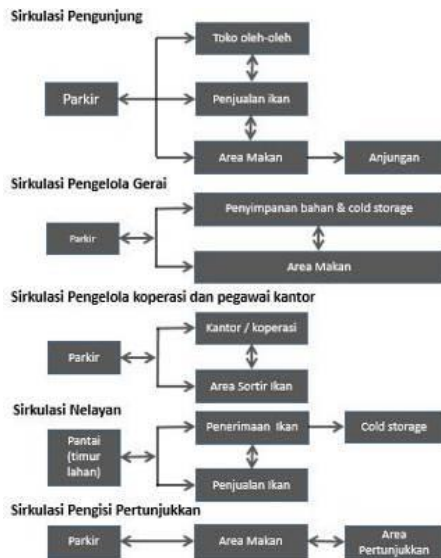 Sirkulasi Pengunjung
Toko oleh-oleh
Parkir
Penjualan ikan
Area Makan
Anjungan
Sirkulasi Pengelola Gerai
Penyimpanan bahan & cold storage
Parkir
Area Makan
Sirkulasi Pengelola koperasi dan pegawai kantor
Kantor / koperasi
Parkir
Area Sortir Ikan
Sirkulasi Nelayan
Penerimaan Ikan
Cold storage
Pantai
(timur
lahan)
Penjualan Ikan
Sirkulasi Pengisi Pertunjukkan
Parkir
Area Makan
Area
Pertunjukkan